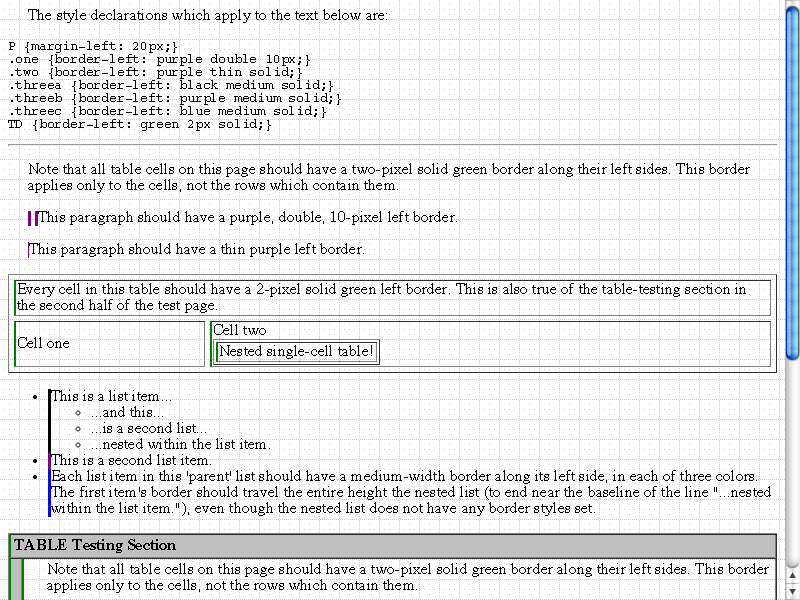 The style declarations which apply to the text below are:
P {margin-left: 20px;}
.one {border-left: purple double 10px;}
.two {border-left: purple thin solid;}
.threea {border-left: black medium solid;}
.threeb {border-left: purple medium solid;}
.threec {border-left: blue medium solid;}
TD {border-left: green 2px solid;}
Note that all table cells on this page should have a two-pixel solid green border along their left sides. This border
applies only to the cells, not the rows which contain them.
This paragraph should have a purple, double, 10-pixel left border.
This paragraph should have a thin purple left border.
Every cell in this table should have a 2-pixel solid green left border. This is also true of the table-testing section in
the second half of the test page.
Cell one
Cell two
Nested single-cell table!
This is a list item...
...and this...
...is a second list...
...nested within the list item.
This is a second list item.
Each list item in this 'parent' list should have a medium-width border along its left side, in each of three colors.
The first item's border should travel the entire height the nested list (to end near the baseline of the line "...nested
within the list item."), even though the nested list does not have any border styles set.
TABLE Testing Section
Note that all table cells on this page should have a two-pixel solid green border along their left sides. This border
applies only to the cells, not the rows which contain them.